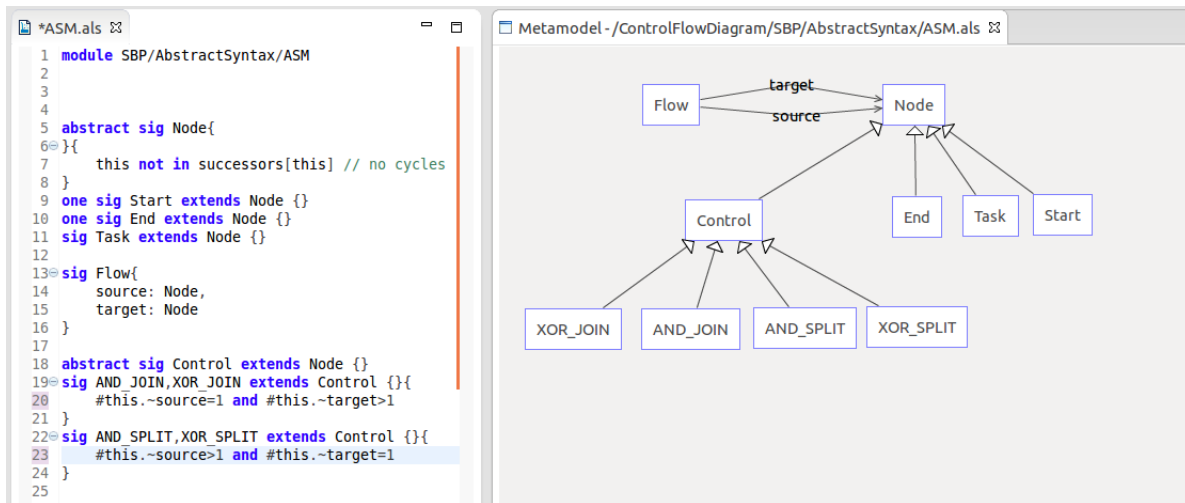 *ASM.als
1 module SBP/AbstractSyntax/ASM
2
3
4
5 abstract sig Node{
6 }{
7     this not in successors[this] // no cycles
8 }
9 one sig Start extends Node {}
10 one sig End extends Node {}
11 sig Task extends Node {}
12
13 sig Flow{
14     source: Node,
15     target: Node
16 }
17
18 abstract sig Control extends Node {}
19 sig AND_JOIN,XOR_JOIN extends Control {}{
20     #this.~source=1 and #this.~target>1
21 }
22 sig AND_SPLIT,XOR_SPLIT extends Control {}{
23     #this.~source>1 and #this.~target=1
24 }
25
Metamodel-/ControlFlowDiagram/SBP/AbstractSyntax/ASM.als
target
Flow
Node
source
Control
End
Task
Start
XOR_JOIN
AND_JOIN
AND_SPLIT
XOR_SPLIT